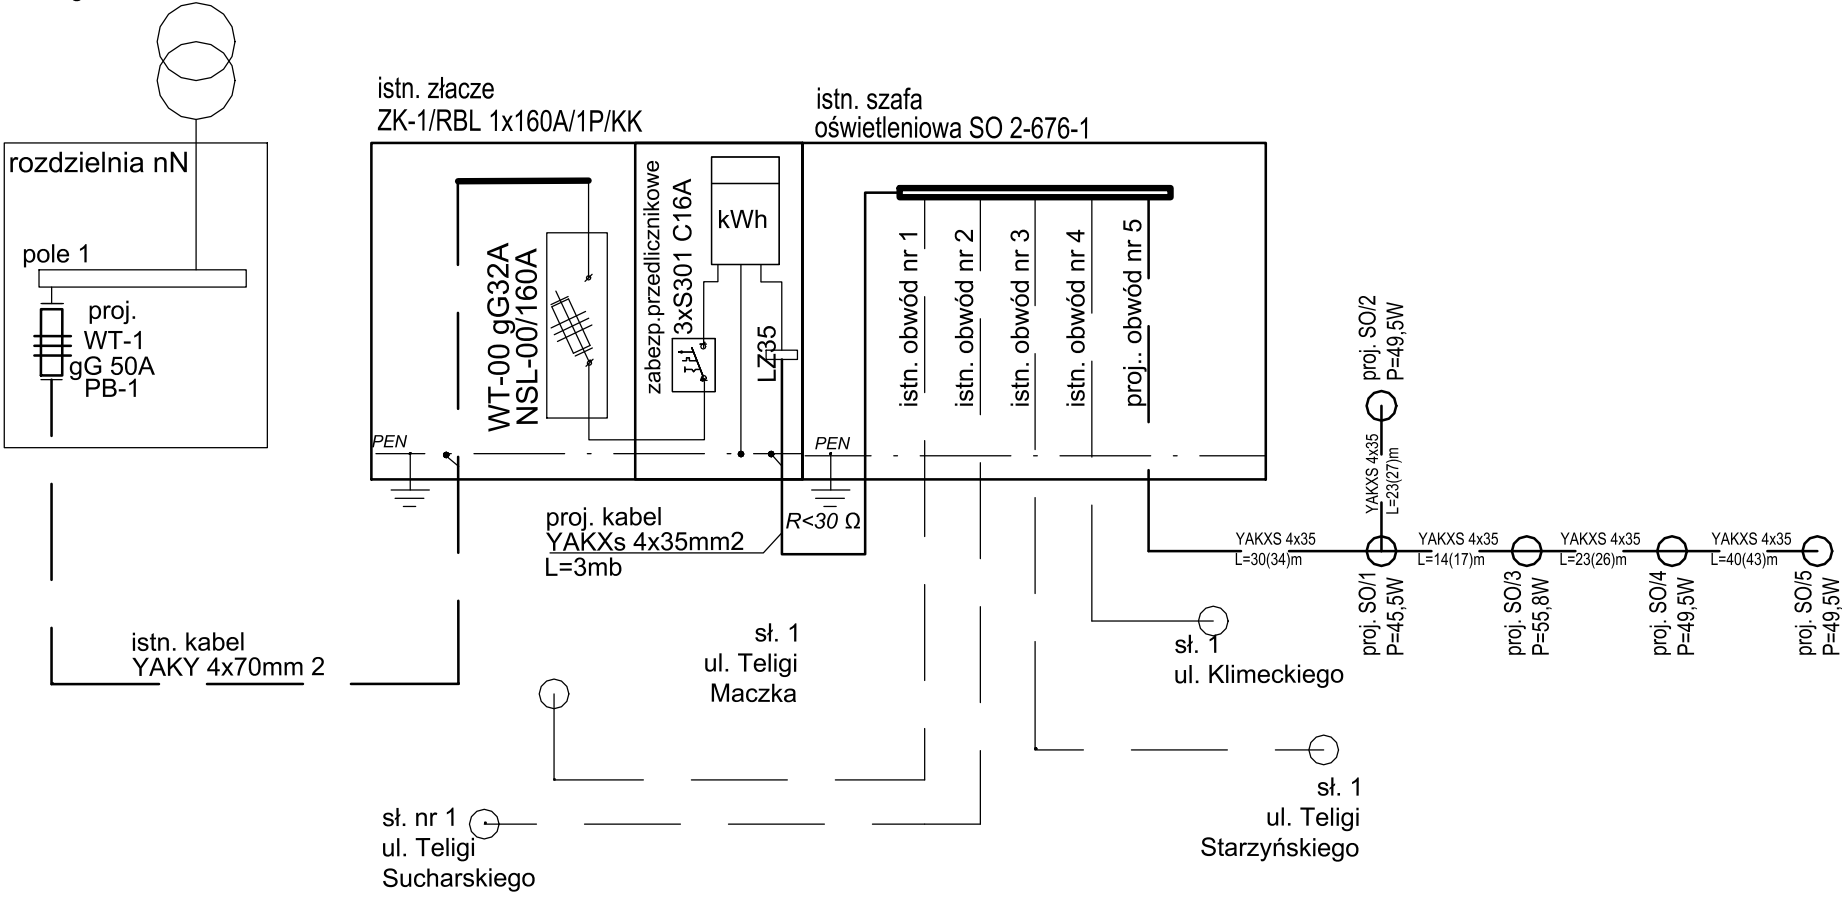 rozdzielnia nN
pole 1
proj.
WT-1
gG 50A
PB-1
istn. kabel
YAKY 4x70mm 2
istn. złacze
ZK-1/RBL 1x160A/1P/KK
WT-00 gG32A
NSL-00/160A
PEN
zabezp.przedlicznikowe
3xS301 C16A
kWh
LZ35
proj. kabel
YAKXs 4x35mm2
L=3mb
istn. szafa
oświetleniowa SO 2-676-1
istn. obwód nr 1
istn. obwód nr 2
istn. obwód nr 3
istn. obwód nr 4
proj.. obwód nr 5
PEN
R<30 Ω
sł. 1
ul. Teligi
Maczka
sł. nr 1
ul. Teligi
Sucharskiego
sł. 1
ul. Klimeckiego
sł. 1
ul. Teligi
Starzyńskiego
proj. SO/2
P=49,5W
YAKXS 4x35
L=23(27)m
YAKXS 4x35
L=30(34)m
YAKXS 4x35
L=14(17)m
YAKXS 4x35
L=23(26)m
YAKXS 4x35
L=40(43)m
proj. SO/1
P=45,5W
proj. SO/3
P=55,8W
proj. SO/4
P=49,5W
proj. SO/5
P=49,5W